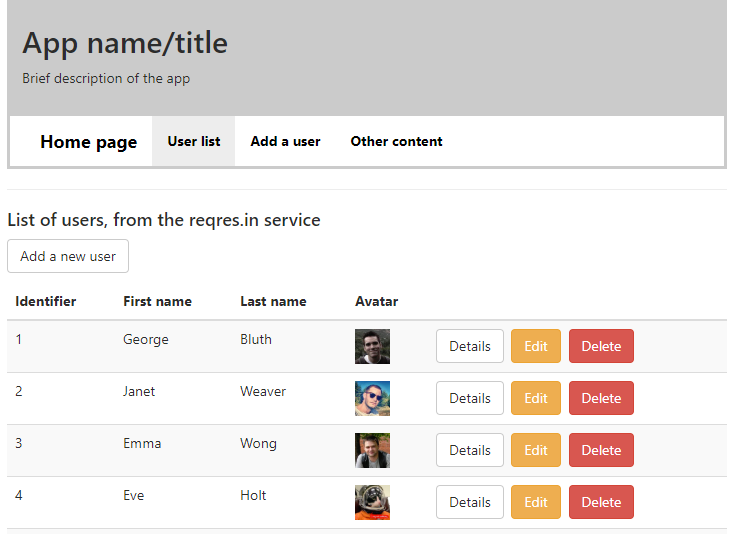 App name/title
Brief description of the app
Home page User list Add a user Other content
List of users, from the reqres.in service
Add a new user
Identifier First name Last name Avatar
1 George Bluth Details Edit Delete
2 Janet Weaver Details Edit Delete
3 Emma Wong Details Edit Delete
4 Eve Holt Details Edit Delete